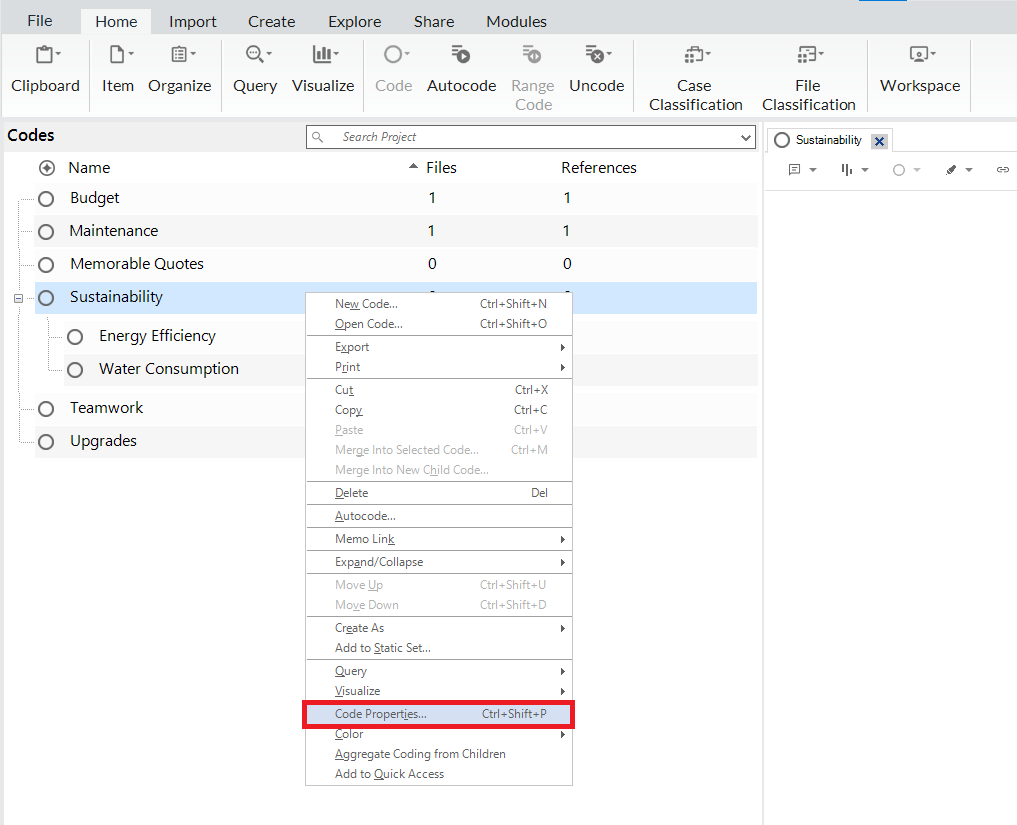 File Home Import Create Explore Share Modules
Clipboard Item Organize Query Visualize Code Autocode Range Code Uncode Case Classification File Classification Workspace
Codes
Search Project
Sustainability
Name Files References
Budget 1 1
Maintenance 1 1
Memorable Quotes 0 0
Sustainability
Energy Efficiency
Water Consumption
Teamwork
Upgrades
New Code... Ctrl+Shift+N
Open Code... Ctrl+Shift+O
Export
Print
Cut Ctrl+X
Copy Ctrl+C
Paste Ctrl+V
Merge Into Selected Code... Ctrl+M
Merge Into New Child Code...
Delete Del
Autocode...
Memo Link
Expand/Collapse
Move Up Ctrl+Shift+U
Move Down Ctrl+Shift+D
Create As
Add to Static Set...
Query
Visualize
Code Properties... Ctrl+Shift+P
Color
Aggregate Coding from Children
Add to Quick Access